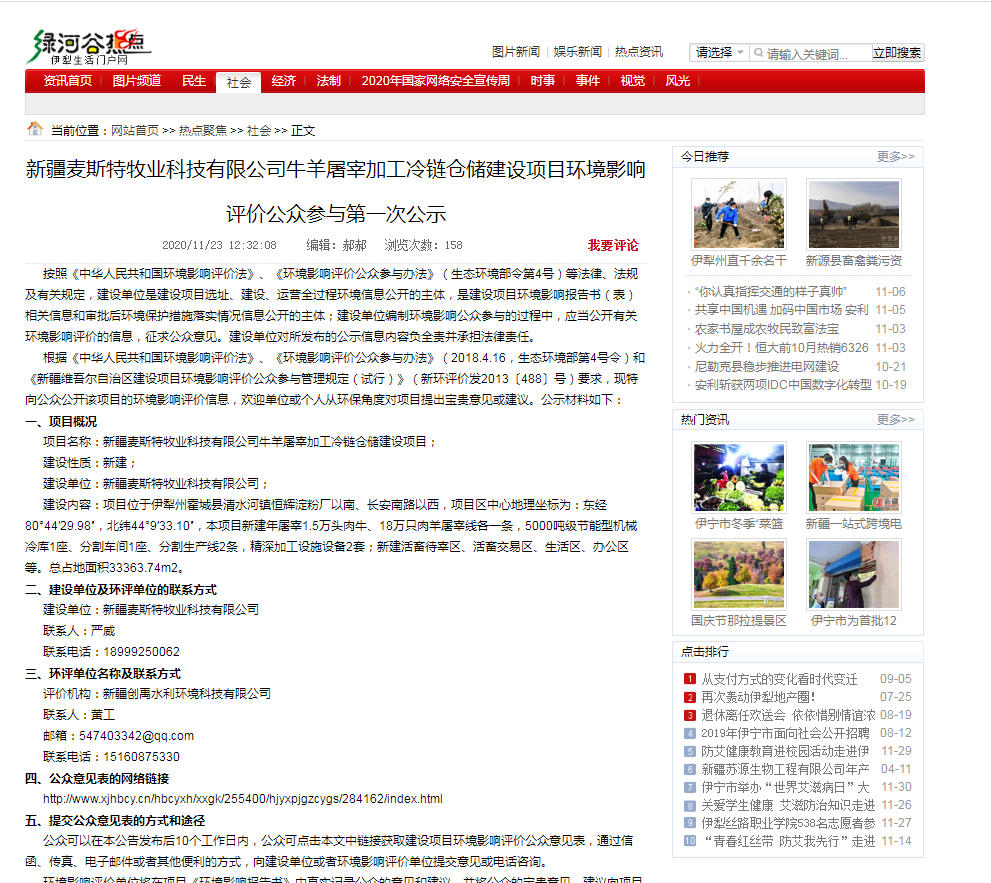 绿河谷热点
伊犁生活门户网
图片新闻 | 娱乐新闻 | 热点资讯
请选择 请输入关键词... 立即搜索
资讯首页 图片频道 民生 社会 经济 法制 2020年国家网络安全宣传周 时事 事件 视觉 风光
当前位置：网站首页 >> 热点聚焦 >> 社会 >> 正文
新疆麦斯特牧业科技有限公司牛羊屠宰加工冷链仓储建设项目环境影响
评价公众参与第一次公示
2020/11/23 12:32:08 编辑：郝郝 浏览次数：158 我要评论
按照《中华人民共和国环境影响评价法》、《环境影响评价公众参与办法》（生态环境部令第4号）等法律、法规
及有关规定，建设单位是建设项目选址、建设、运营全过程环境信息公开的主体，是建设项目环境影响报告书（表）
相关信息和审批后环境保护措施落实情况信息公开的主体；建设单位编制环境影响公众参与的过程中，应当公开有关
环境影响评价的信息，征求公众意见。建设单位对所发布的公示信息内容负全责并承担法律责任。
根据《中华人民共和国环境影响评价法》、《环境影响评价公众参与办法》（2018.4.16，生态环境部第4号令）和
《新疆维吾尔自治区建设项目环境影响评价公众参与管理规定（试行）》（新环评价发2013〔488〕号）要求，现特
向公众公开该项目的环境影响评价信息，欢迎单位或个人从环保角度对项目提出宝贵意见或建议。公示材料如下：
一、项目概况
项目名称：新疆麦斯特牧业科技有限公司牛羊屠宰加工冷链仓储建设项目；
建设性质：新建；
建设单位：新疆麦斯特牧业科技有限公司；
建设内容：项目位于伊犁州霍城县清水河镇恒辉淀粉厂以南、长安南路以西，项目区中心地理坐标为：东经
80°44′29.98″，北纬44°9′33.10″，本项目新建年屠宰1.5万头肉牛、18万只肉羊屠宰线各一条，5000吨级节能型机械
冷库1座、分割车间1座、分割生产线2条，精深加工设施设备2套；新建活畜待宰区、活畜交易区、生活区、办公区
等。总占地面积33363.74m2。
二、建设单位及环评单位的联系方式
建设单位：新疆麦斯特牧业科技有限公司
联系人：严威
联系电话：18999250062
三、环评单位名称及联系方式
评价机构：新疆创禹水利环境科技有限公司
联系人：黄工
邮箱：547403342@qq.com
联系电话：15160875330
四、公众意见表的网络链接
http://www.xjhbcy.cn/hbcyxh/xxgk/255400/hjyxpjgzcygs/284162/index.html
五、提交公众意见表的方式和途径
公众可以在本公告发布后10个工作日内，公众可点击本文中链接获取建设项目环境影响评价公众意见表，通过信
函、传真、电子邮件或者其他便利的方式，向建设单位或者环境影响评价单位提交意见或电话咨询。
环境影响评价单位将在项目《环境影响报告书》中真实记录公众的意见和建议，并将公众的宝贵意见、建议向项目
今日推荐 更多>>
伊犁州直千余名干 新源县畜禽粪污资
“你认真指挥交通的样子真帅” 11-06
共享中国机遇 加码中国市场 安利 11-05
农家书屋成农牧民致富法宝 11-03
火力全开！恒大前10月热销6326 11-03
尼勒克县稳步推进电网建设 10-21
安利斩获两项IDC中国数字化转型 10-19
热门资讯 更多>>
伊宁市冬季“菜篮 新疆一站式跨境电
国庆节那拉提景区 伊宁市为首批12
点击排行
1 从支付方式的变化看时代变迁 09-05
2 再次轰动伊犁地产圈！ 07-25
3 退休离任欢送会 依依惜别情谊浓 08-19
4 2019年伊宁市面向社会公开招聘 08-12
5 防艾健康教育进校园活动走进伊 11-29
6 新疆苏源生物工程有限公司年产 04-11
7 伊宁市举办“世界艾滋病日”大 11-30
8 关爱学生健康 艾滋防治知识走进 11-26
9 伊犁丝路职业学院538名志愿者参 11-27
10 “青春红丝带 防艾我先行”走进 11-14